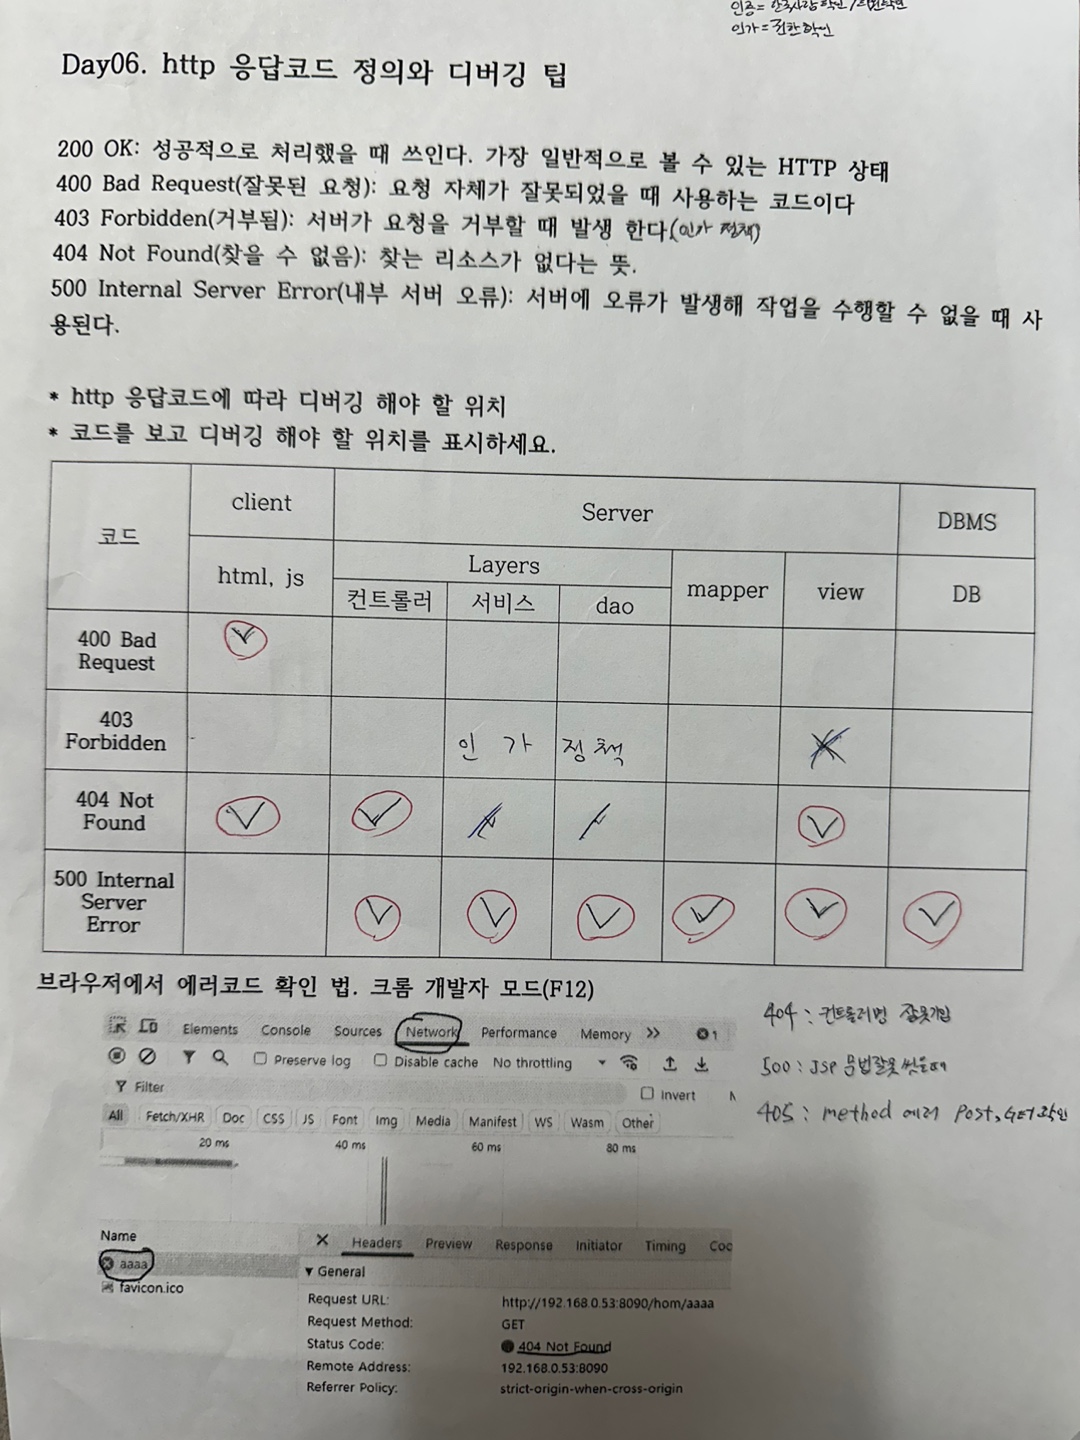 인증=
인가=권한확인
Day06. http 응답코드 정의와 디버깅 팁
200 OK: 성공적으로 처리했을 때 쓰인다. 가장 일반적으로 볼 수 있는 HTTP 상태
400 Bad Request(잘못된 요청): 요청 자체가 잘못되었을 때 사용하는 코드이다
403 Forbidden(거부됨): 서버가 요청을 거부할 때 발생 한다(인가 정책)
404 Not Found(찾을 수 없음): 찾는 리소스가 없다는 뜻.
500 Internal Server Error(내부 서버 오류): 서버에 오류가 발생해 작업을 수행할 수 없을 때 사
용된다.
* http 응답코드에 따라 디버깅 해야 할 위치
* 코드를 보고 디버깅 해야 할 위치를 표시하세요.
코드 client Server DBMS
html, js Layers mapper view DB
컨트롤러 서비스 dao
400 Bad
Request
403
Forbidden 인가 정책
404 Not
Found
500 Internal
Server
Error
브라우저에서 에러코드 확인 법. 크롬 개발자 모드(F12)
404 : 컨트롤러명 잘못기입
500 : JSP 문법잘못 썼을때
405 : method 에러 Post, GET 확인
Elements Console Sources Network Performance Memory >> 1
Preserve log Disable cache No throttling
Filter Invert
All Fetch/XHR Doc CSS JS Font Img Media Manifest WS Wasm Other
20 ms 40 ms 60 ms 80 ms
Name
aaaa
favicon.ico
Headers Preview Response Initiator Timing Coo
General
Request URL: http://192.168.0.53:8090/hom/aaaa
Request Method: GET
Status Code: 404 Not Found
Remote Address: 192.168.0.53:8090
Referrer Policy: strict-origin-when-cross-origin